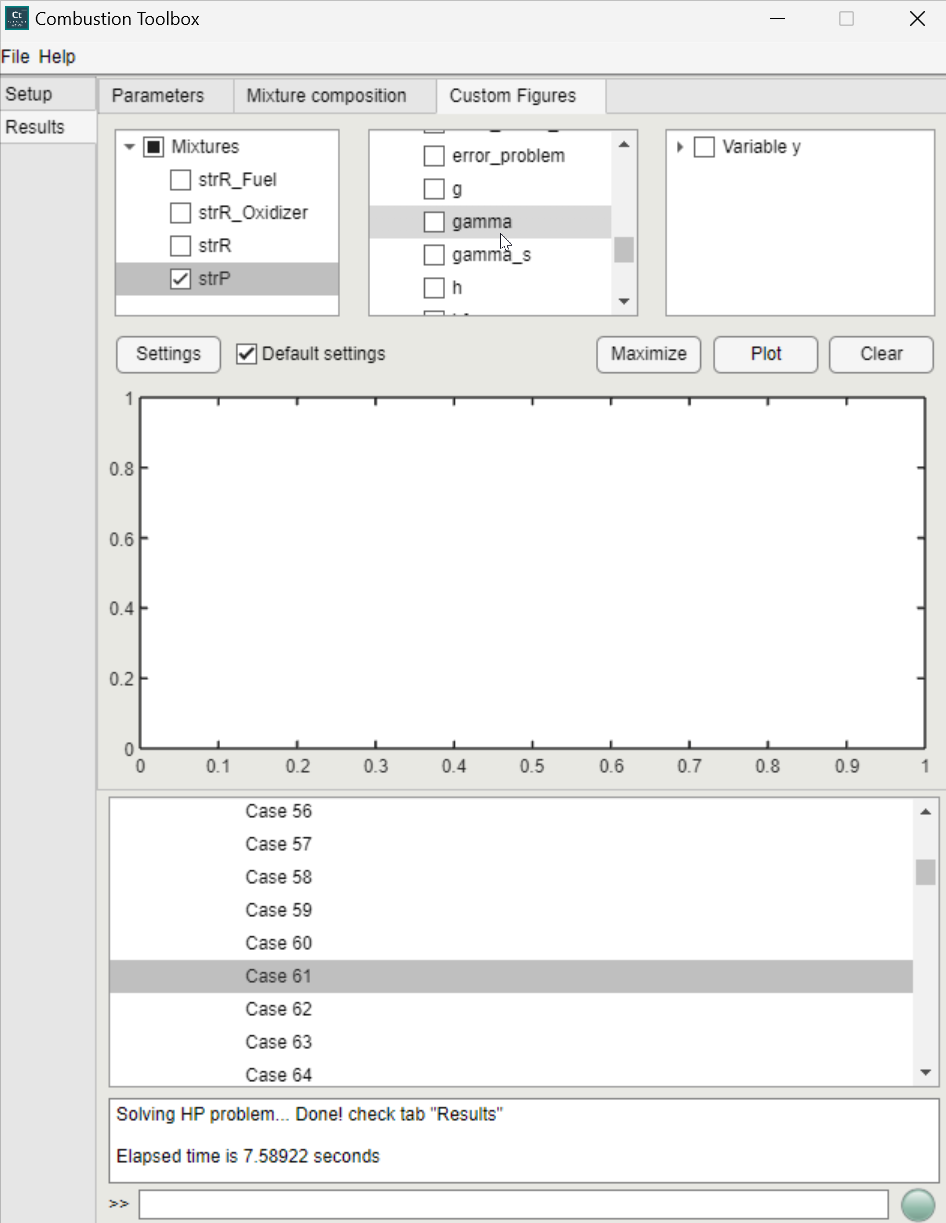 Ct
Combustion Toolbox
File Help
Setup
Results
Parameters
Mixture composition
Custom Figures
Mixtures
strR_Fuel
strR_Oxidizer
strR
strP
error_problem
g
gamma
gamma_s
h
Variable y
Settings
Default settings
Maximize
Plot
Clear
1
0.8
0.6
0.4
0.2
0
0 0.1 0.2 0.3 0.4 0.5 0.6 0.7 0.8 0.9 1
Case 56
Case 57
Case 58
Case 59
Case 60
Case 61
Case 62
Case 63
Case 64
Solving HP problem... Done! check tab "Results"
Elapsed time is 7.58922 seconds
>>